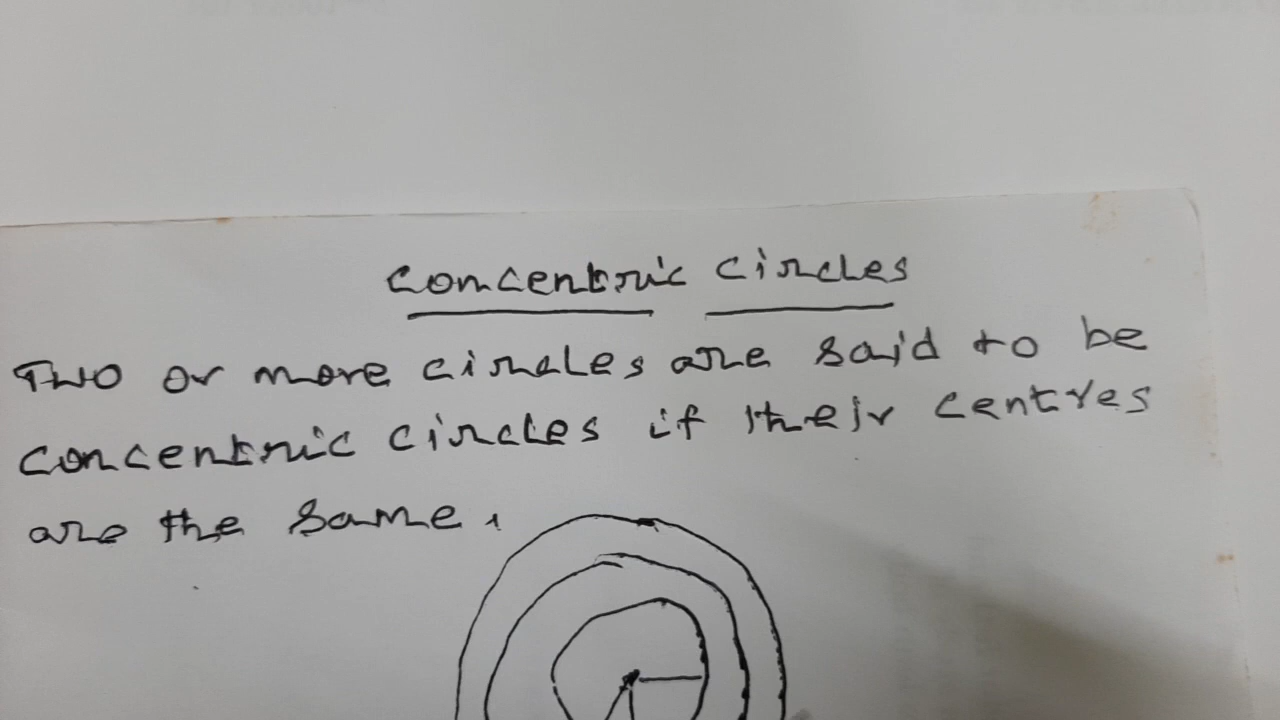 Concentric Circles
Two or more circles are said to be
concentric circles if their centres
are the same.